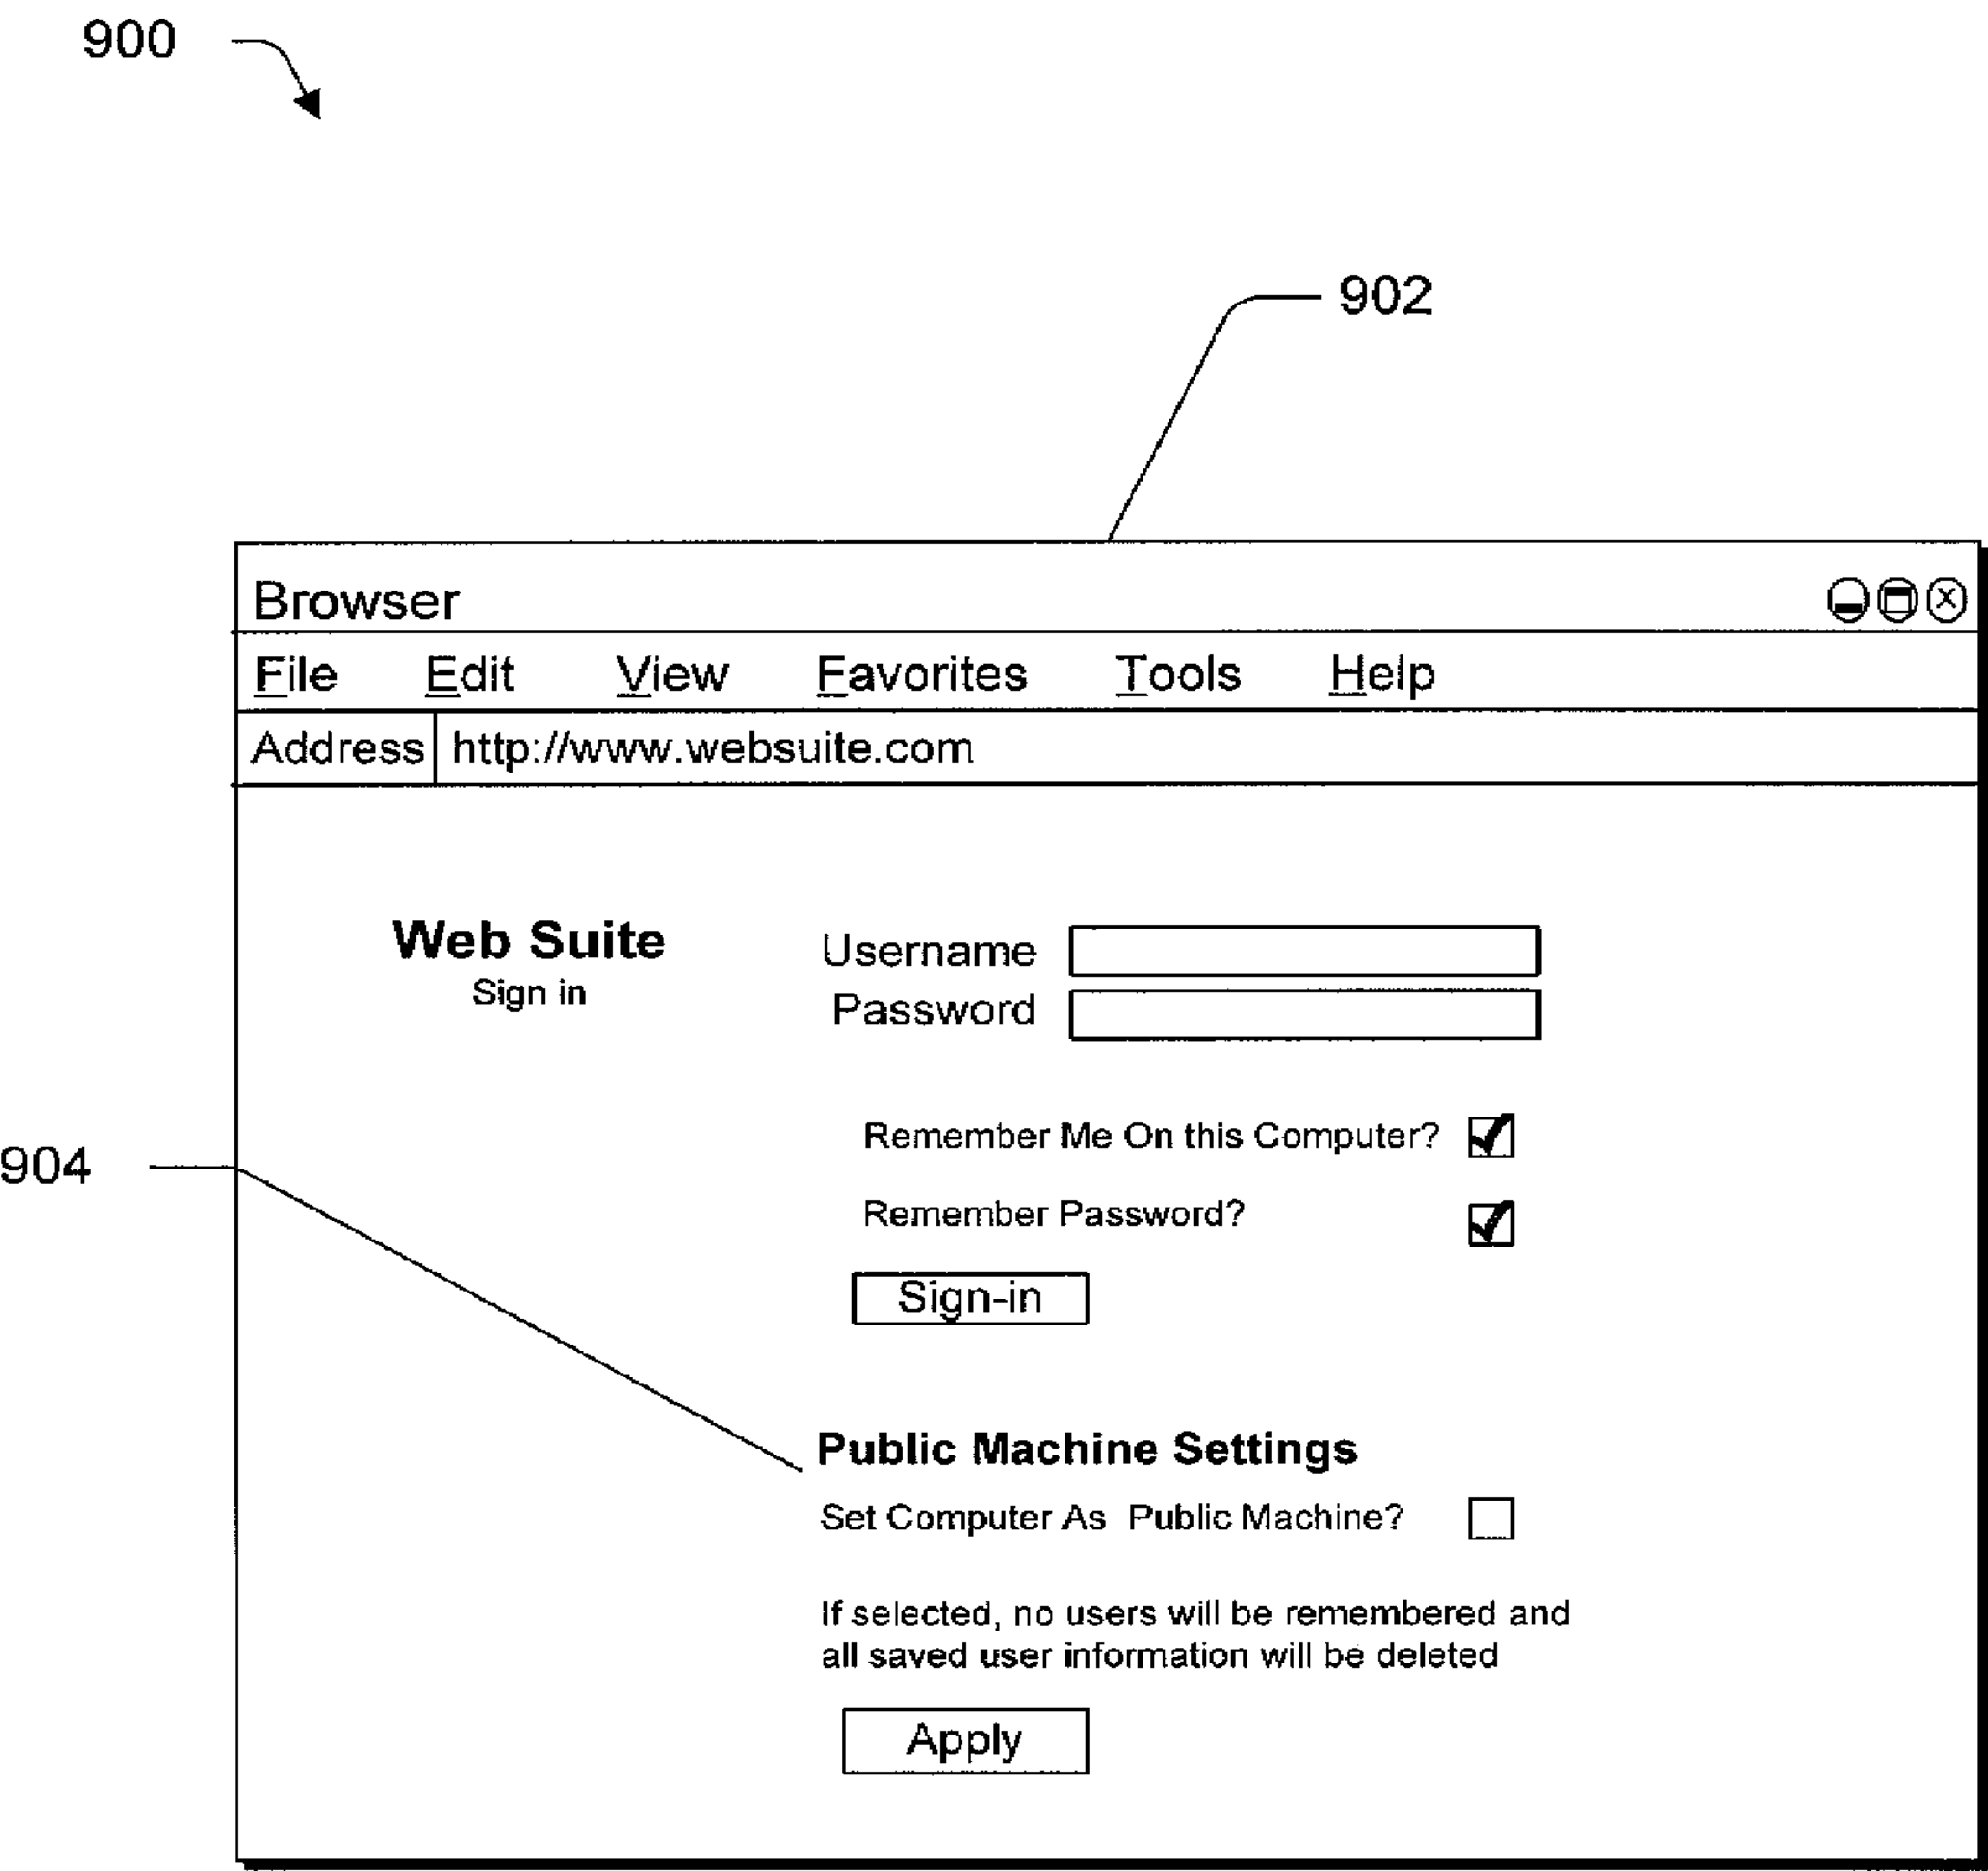 900
902
Browser
File Edit View Favorites Tools Help
Address http://www.websuite.com
Web Suite
Sign in
Username
Password
904
Remember Me On this Computer?
Remember Password?
Sign-in
Public Machine Settings
Set Computer As Public Machine?
If selected, no users will be remembered and
all saved user information will be deleted
Apply